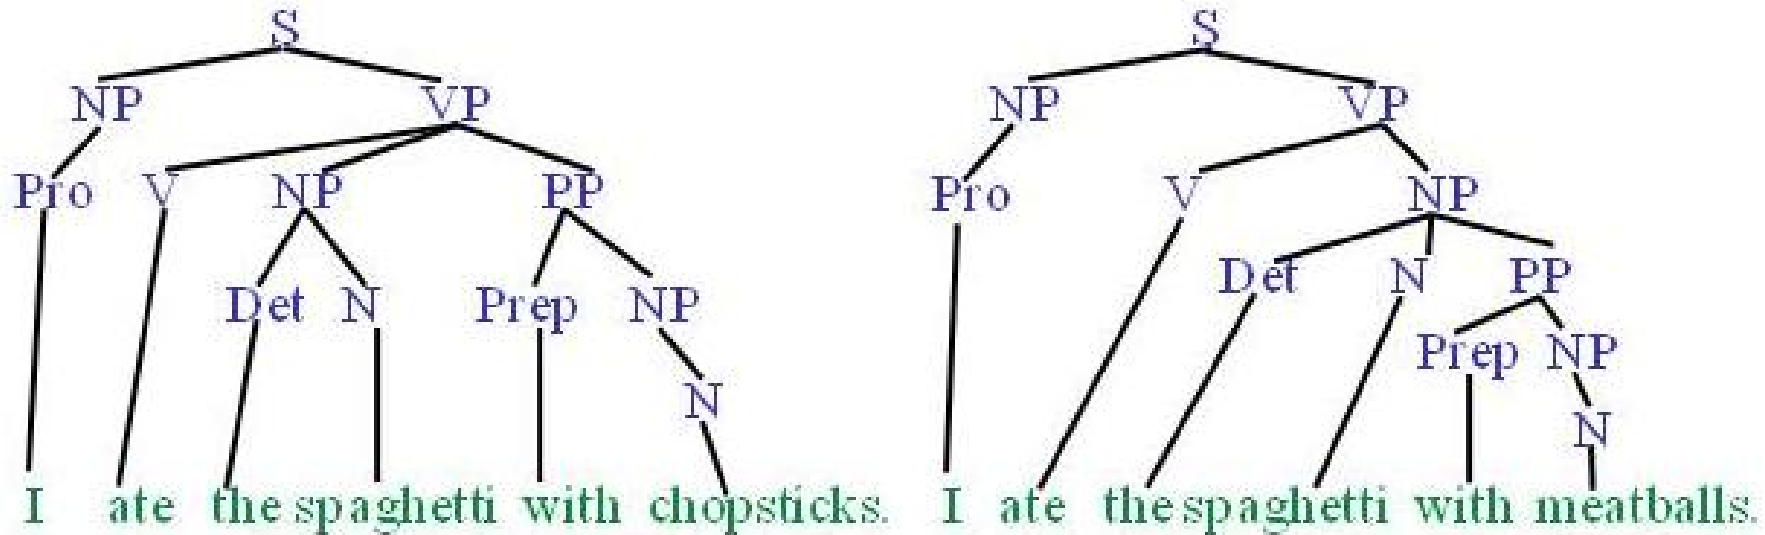 S S
NP VP NP VP
Pro V NP PP Pro V NP
Det N PP
Det N Prep NP
Prep NP
N
N
I ate the spaghetti with chopsticks. I ate the spaghetti with meatballs.